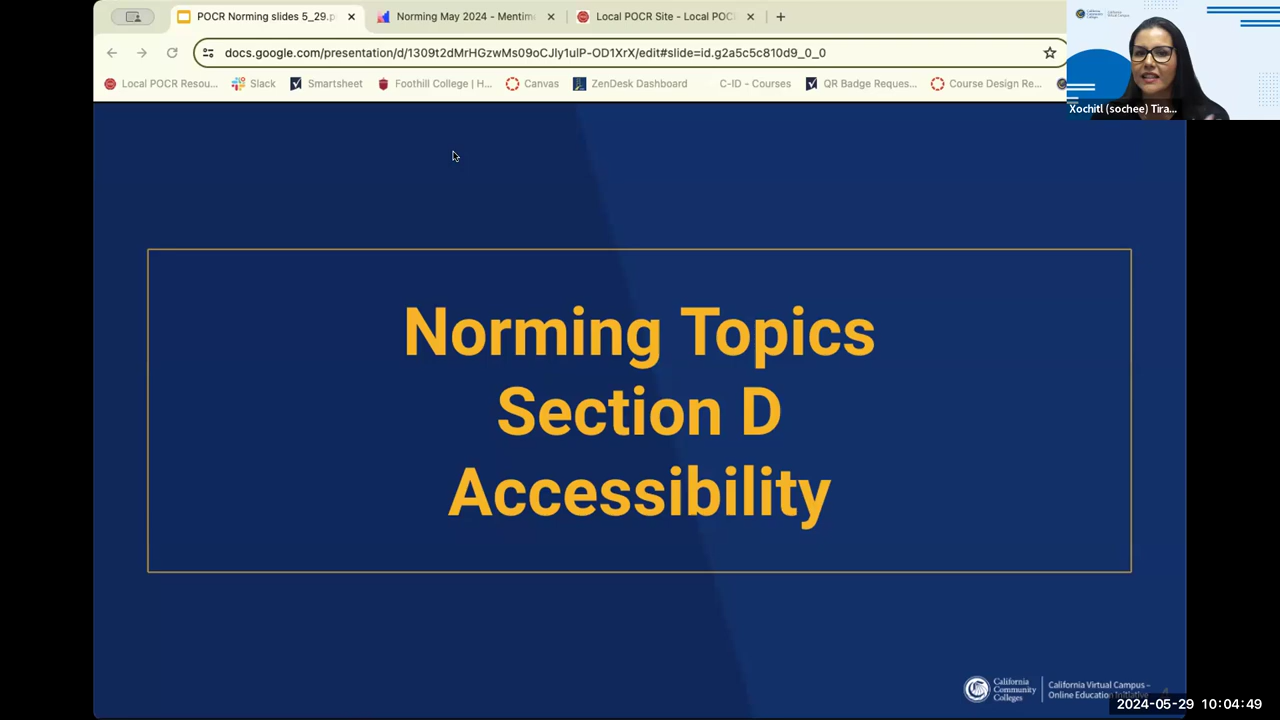 POCR Norming slides 5_29.p
Norming May 2024 - Mentime
Local POCR Site - Local POC
docs.google.com/presentation/d/1309t2dMrHGzwMs09oCJly1ulP-OD1XrX/edit#slide=id.g2a5c5c810d9_0_0
Local POCR Resou...
Slack
Smartsheet
Foothill College | H...
Canvas
ZenDesk Dashboard
C-ID - Courses
QR Badge Reques...
Course Design Re...
Xochitl (sochee) Tira...
Norming Topics
Section D
Accessibility
California
Community
Colleges
California Virtual Campus –
Online Education Initiative
2024-05-29 10:04:49